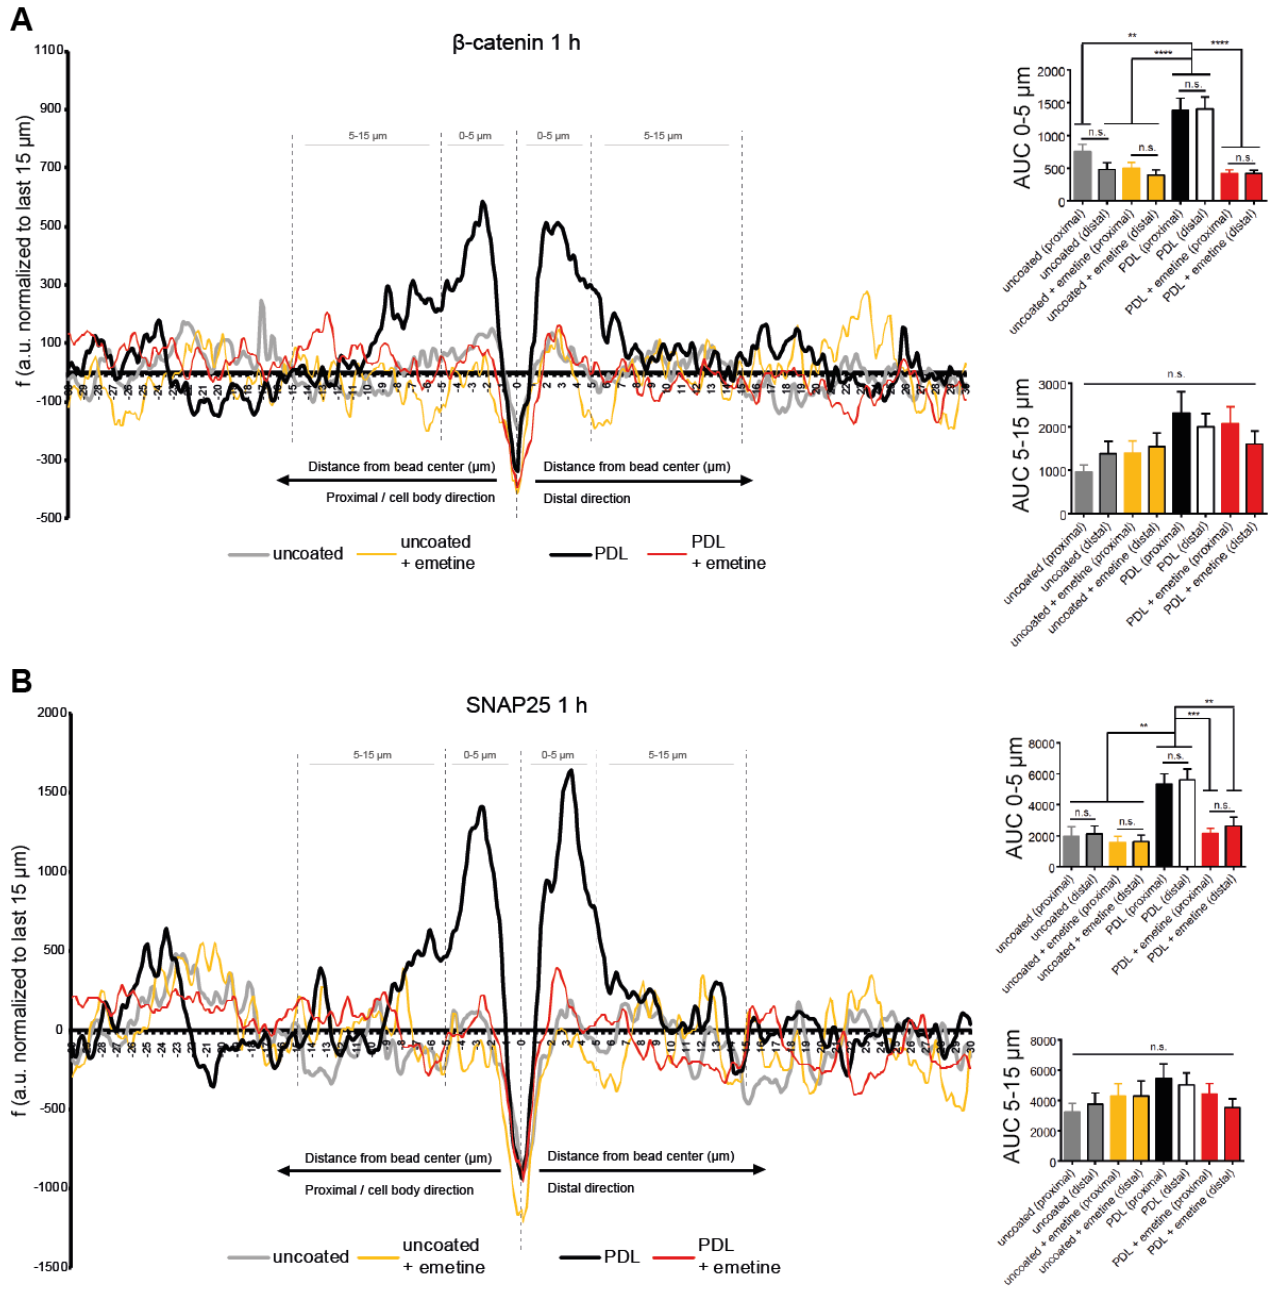 A
β-catenin 1 h
f (a.u. normalized to last 15 µm)
1100
900
700
500
300
100
-100
-300
-500
5-15 µm
0-5 µm
0-5 µm
5-15 µm
Distance from bead center (µm)
Proximal / cell body direction
Distance from bead center (µm)
Distal direction
uncoated
uncoated
+ emetine
PDL
PDL
+ emetine
AUC 0-5 µm
2000
1500
1000
500
0
**
****
****
n.s.
n.s.
n.s.
n.s.
uncoated (proximal)
uncoated (distal)
uncoated + emetine (proximal)
uncoated + emetine (distal)
PDL (proximal)
PDL (distal)
PDL + emetine (proximal)
PDL + emetine (distal)
AUC 5-15 µm
3000
2000
1000
0
n.s.
uncoated (proximal)
uncoated (distal)
uncoated + emetine (proximal)
uncoated + emetine (distal)
PDL (proximal)
PDL (distal)
PDL + emetine (proximal)
PDL + emetine (distal)
B
SNAP25 1 h
f (a.u. normalized to last 15 µm)
2000
1500
1000
500
0
-500
-1000
-1500
5-15 µm
0-5 µm
0-5 µm
5-15 µm
Distance from bead center (µm)
Proximal / cell body direction
Distance from bead center (µm)
Distal direction
uncoated
uncoated
+ emetine
PDL
PDL
+ emetine
AUC 0-5 µm
8000
6000
4000
2000
0
**
***
**
n.s.
n.s.
n.s.
n.s.
uncoated (proximal)
uncoated (distal)
uncoated + emetine (proximal)
uncoated + emetine (distal)
PDL (proximal)
PDL (distal)
PDL + emetine (proximal)
PDL + emetine (distal)
AUC 5-15 µm
8000
6000
4000
2000
0
n.s.
uncoated (proximal)
uncoated (distal)
uncoated + emetine (proximal)
uncoated + emetine (distal)
PDL (proximal)
PDL (distal)
PDL + emetine (proximal)
PDL + emetine (distal)